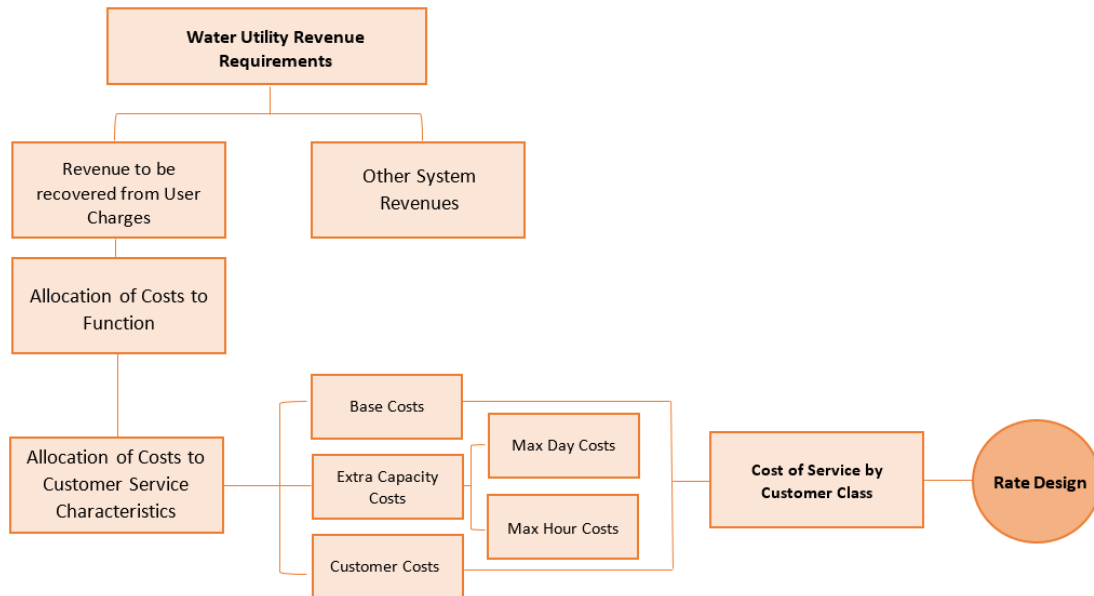 Water Utility Revenue
Requirements
Revenue to be
recovered from User
Charges
Other System
Revenues
Allocation of Costs to
Function
Allocation of Costs to
Customer Service
Characteristics
Base Costs
Extra Capacity
Costs
Customer Costs
Max Day Costs
Max Hour Costs
Cost of Service by
Customer Class
Rate Design